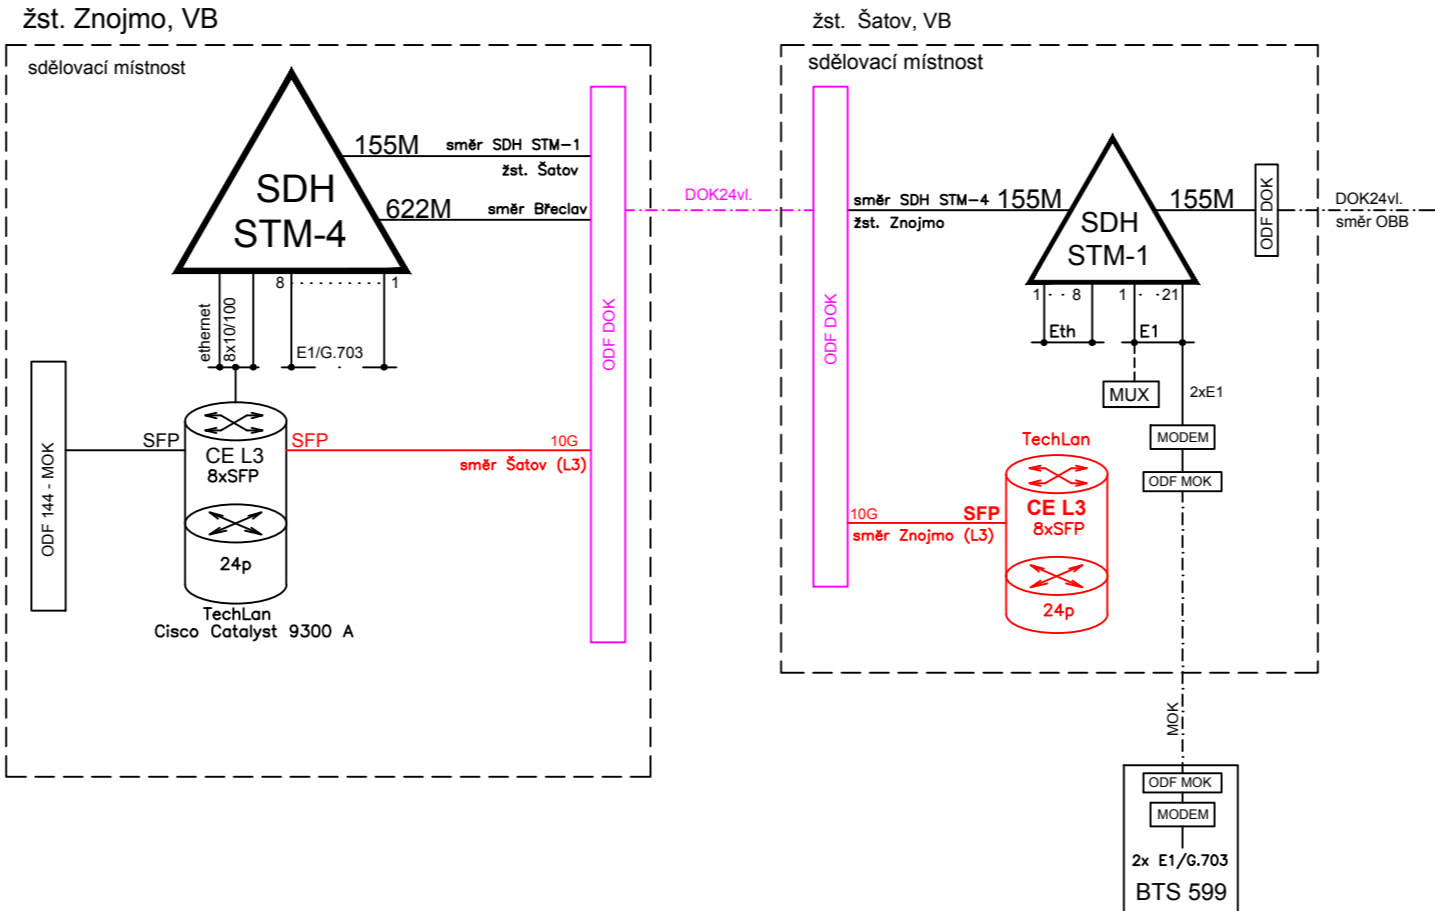 žst. Znojmo, VB
sdělovací místnost
SDH
STM-4
155M
směr SDH STM-1
žst. Šatov
622M
směr Břeclav
8
1
ethernet
8x10/100
E1/G.703
ODF 144 - MOK
SFP
CE L3
8xSFP
24p
TechLan
Cisco Catalyst 9300 A
SFP
10G
směr Šatov (L3)
ODF DOK
DOK24vl.
žst. Šatov, VB
sdělovací místnost
ODF DOK
směr SDH STM-4
žst. Znojmo
155M
SDH
STM-1
155M
ODF DOK
DOK24vl.
směr OBB
1
8
1
21
Eth
E1
MUX
2xE1
MODEM
ODF MOK
TechLan
CE L3
8xSFP
24p
10G
SFP
směr Znojmo (L3)
MOK
ODF MOK
MODEM
2x E1/G.703
BTS 599